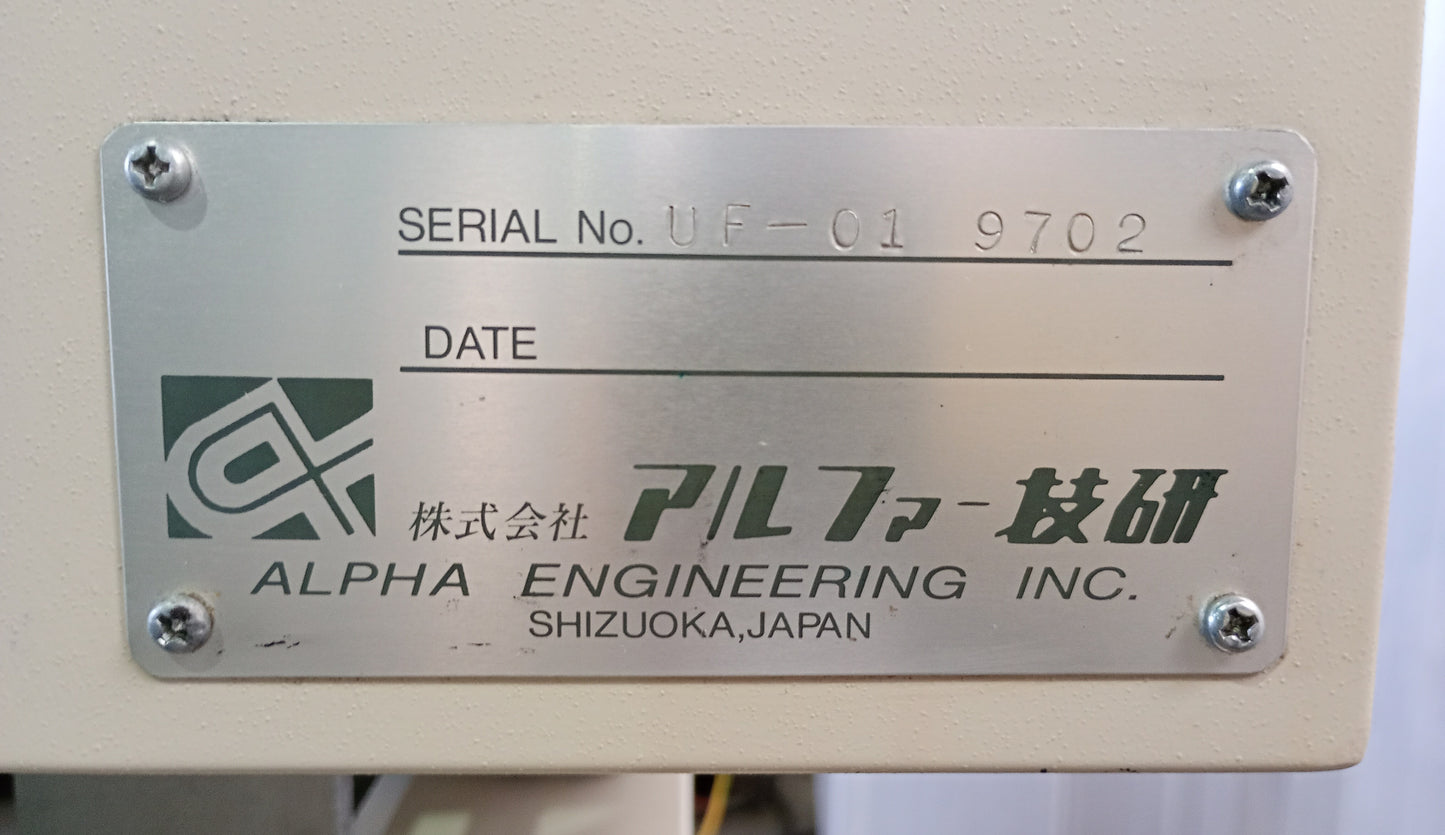 SERIAL No. UF-01 9702
DATE
株式会社 アルファー技研
ALPHA ENGINEERING INC.
SHIZUOKA,JAPAN